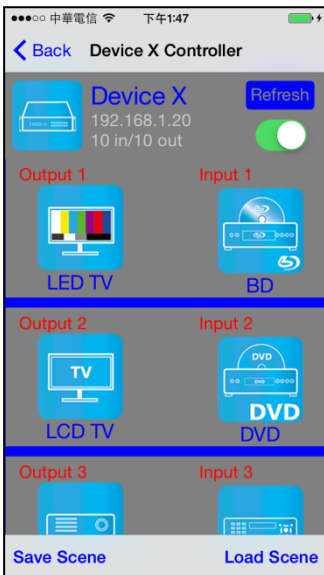 中華電信 下午1:47
Back Device X Controller
Device X Refresh
192.168.1.20
10 in/10 out
Output 1 Input 1
LED TV BD
Output 2 Input 2
TV DVD
DVD
LCD TV DVD
Output 3 Input 3
Save Scene Load Scene